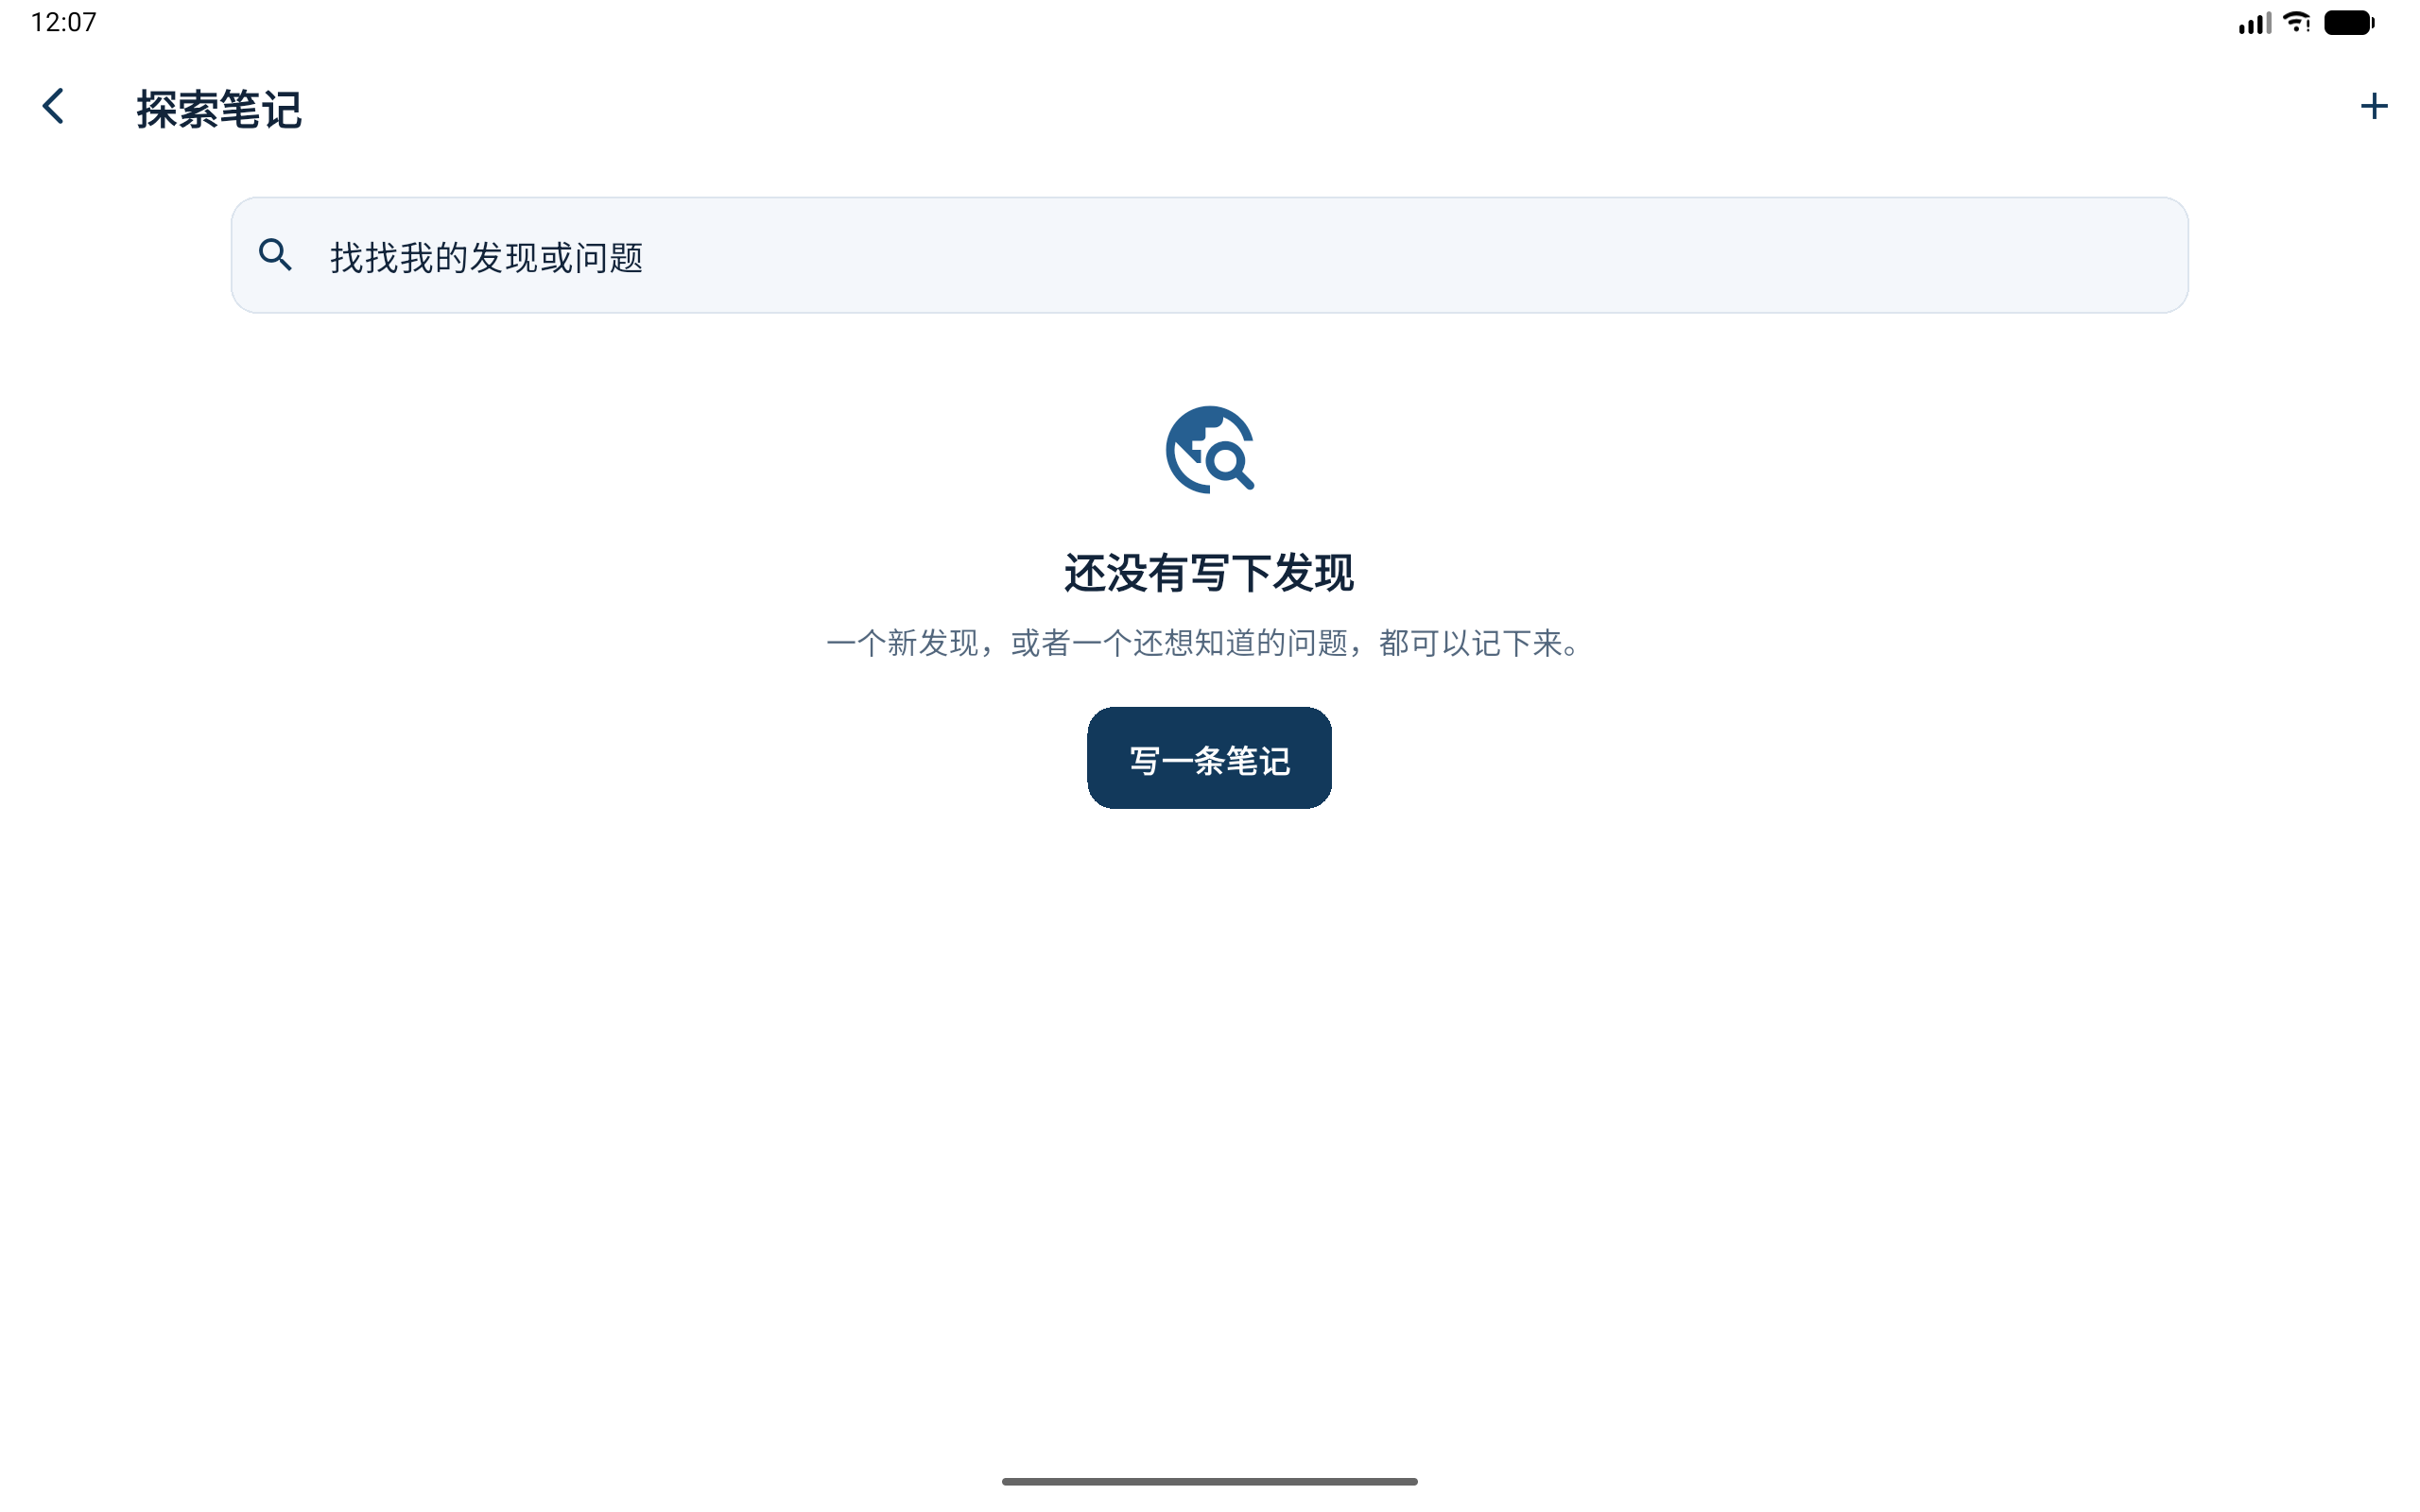 12:07
探索笔记
找找我的发现或问题
还没有写下发现
一个新发现，或者一个还想知道的问题，都可以记下来。
写一条笔记